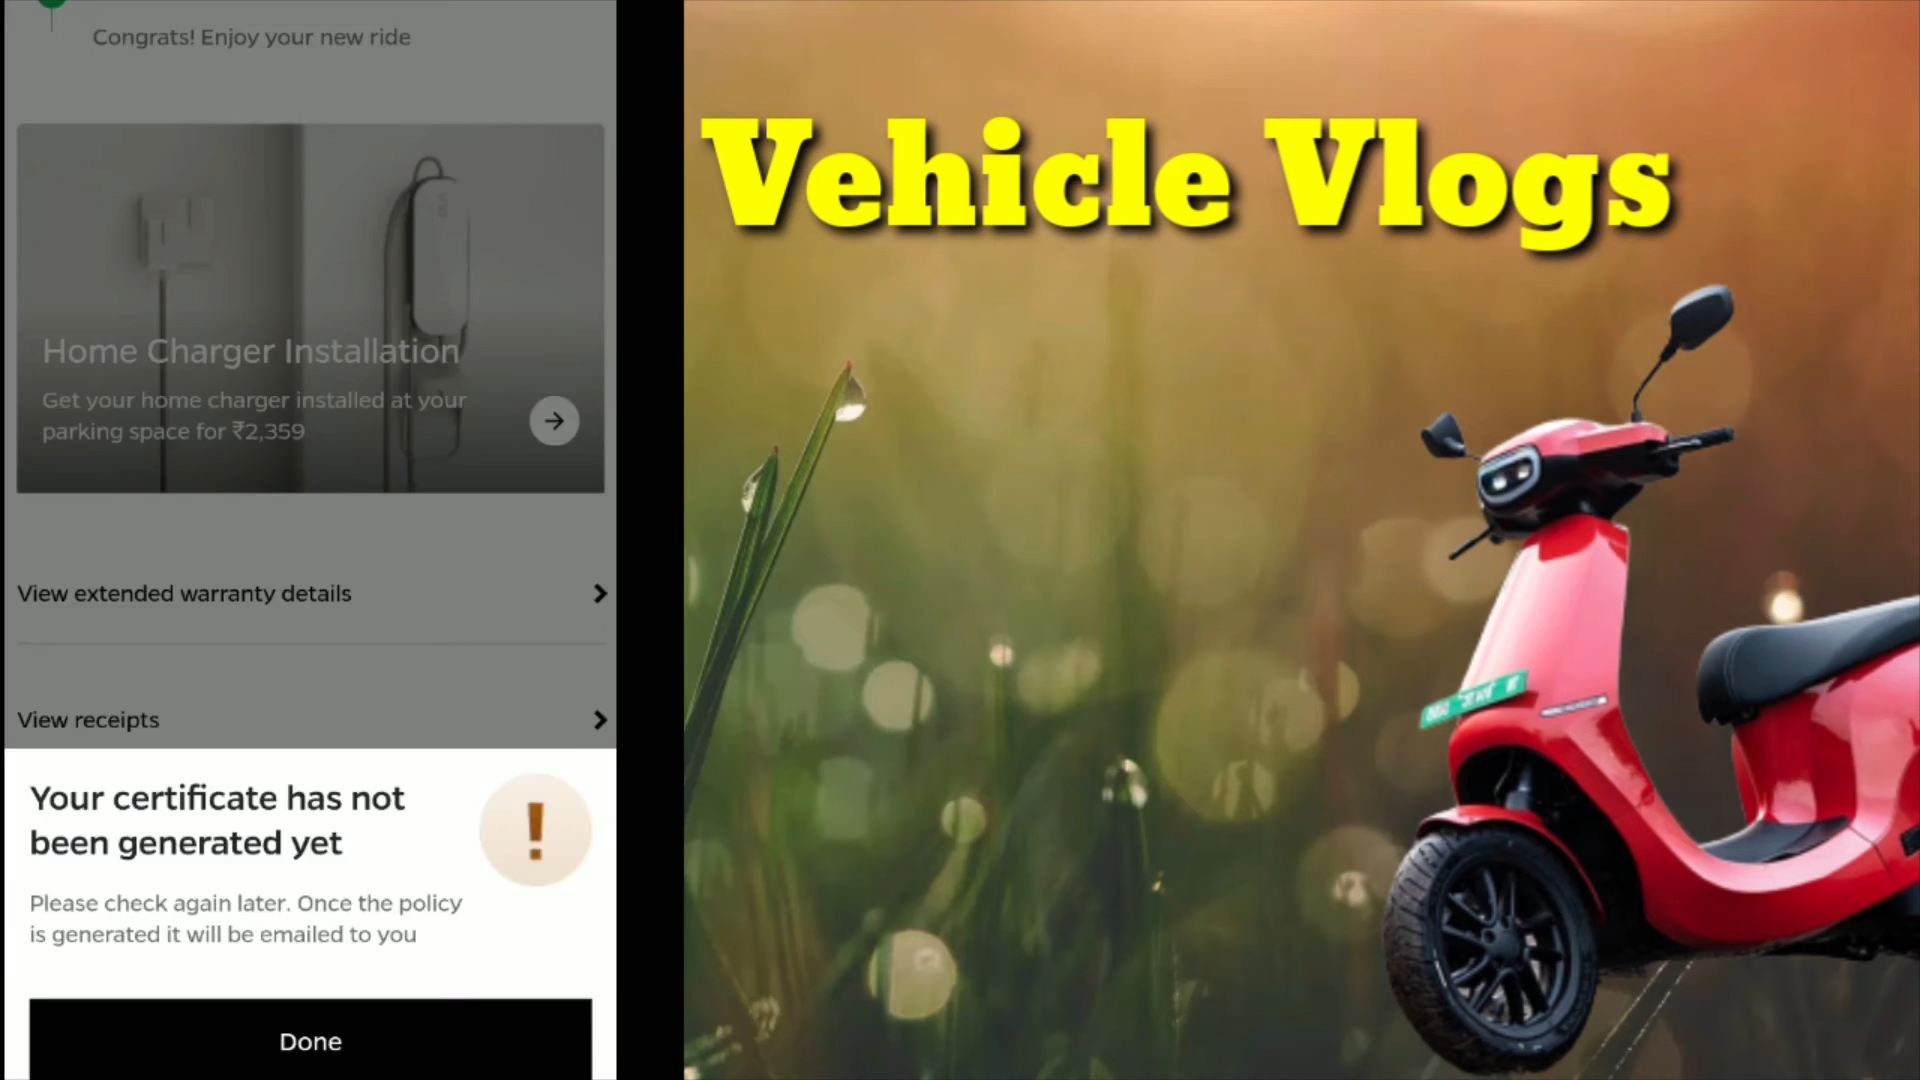 Congrats! Enjoy your new ride
Home Charger Installation
Get your home charger installed at your
parking space for ₹2,359
View extended warranty details
View receipts
Your certificate has not
been generated yet
Please check again later. Once the policy
is generated it will be emailed to you
Done
Vehicle Vlogs